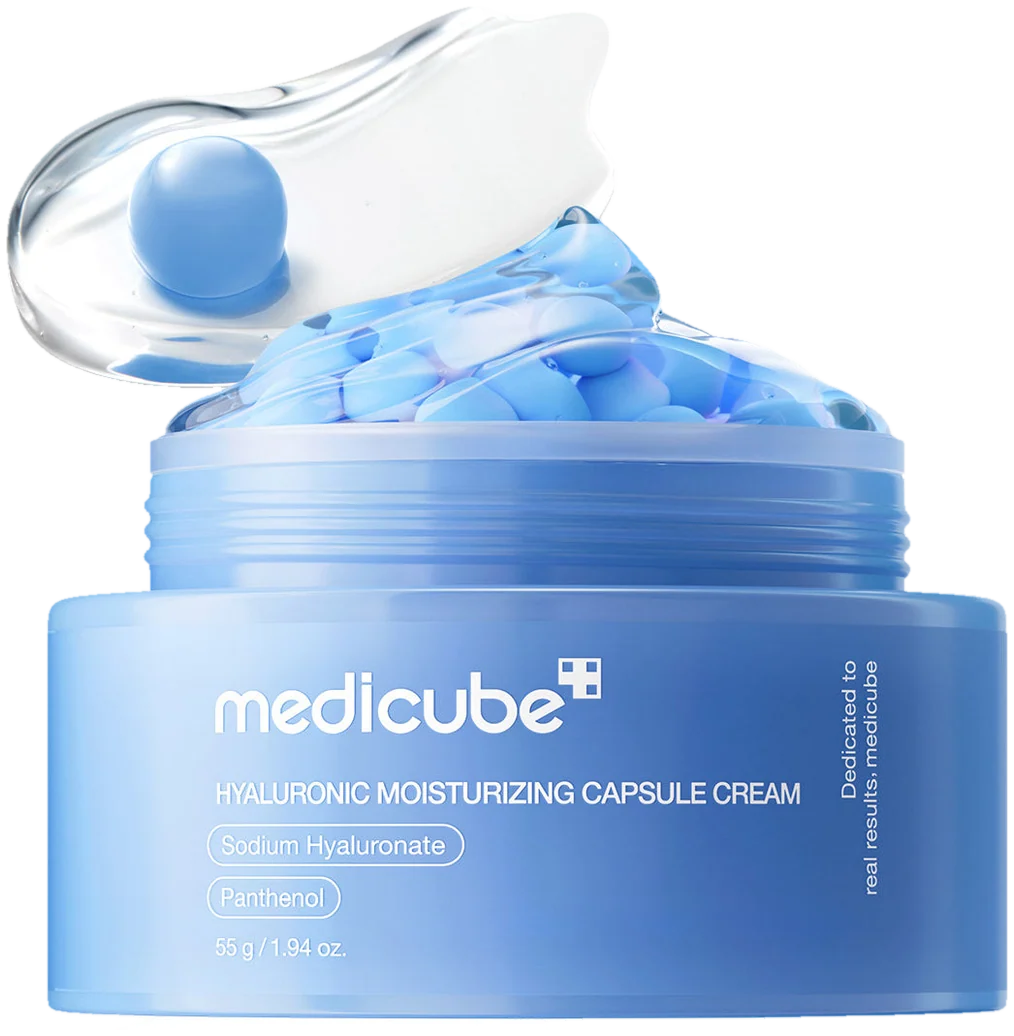 medicube
HYALURONIC MOISTURIZING CAPSULE CREAM
Sodium Hyaluronate
Panthenol
55 g / 1.94 oz.
Dedicated to
real results, medicube